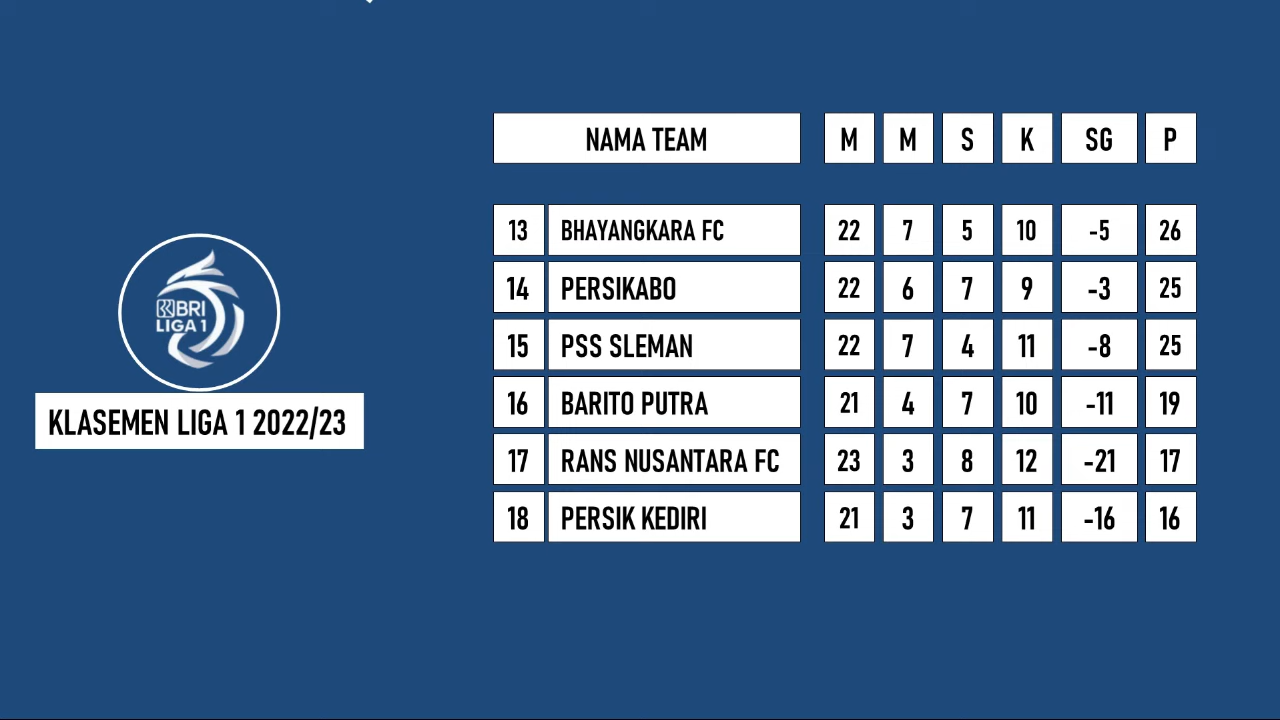 NAMA TEAM M M S K SG P
13 BHAYANGKARA FC 22 7 5 10 -5 26
14 PERSIKABO 22 6 7 9 -3 25
BRI
LIGA 1
15 PSS SLEMAN 22 7 4 11 -8 25
16 BARITO PUTRA 21 4 7 10 -11 19
KLASEMEN LIGA 1 2022/23
17 RANS NUSANTARA FC 23 3 8 12 -21 17
18 PERSIK KEDIRI 21 3 7 11 -16 16